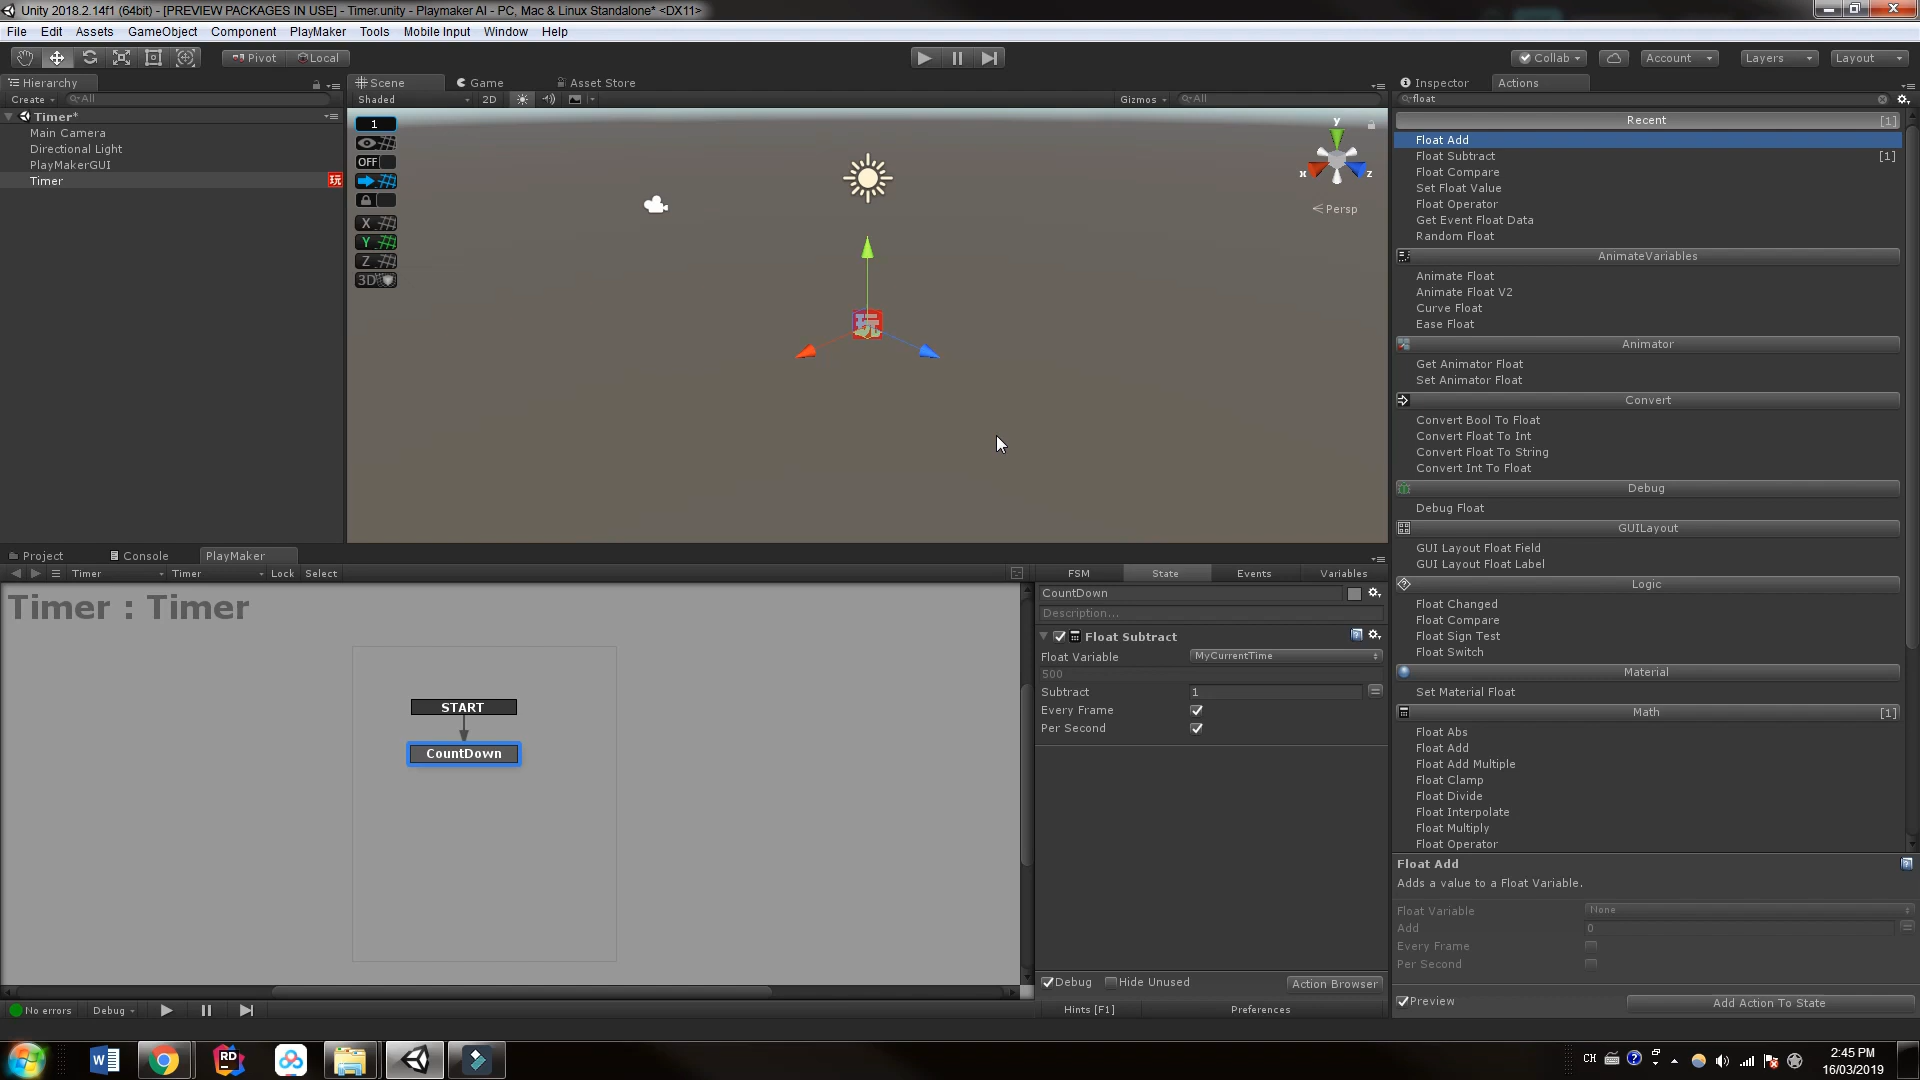 Unity 2018.2.14f1 (64bit) - [PREVIEW PACKAGES IN USE] - Timer.unity - Playmaker AI - PC, Mac & Linux Standalone* <DX11>
File Edit Assets GameObject Component PlayMaker Tools Mobile Input Window Help
Pivot Local Collab Account Layers Layout
Hierarchy
Create All
Timer*
Main Camera
Directional Light
PlayMakerGUI
Timer 玩
Scene Game Asset Store
Shaded 2D Gizmos All
1
OFF
X
Y
Z
3D
y
x z
Persp
玩
Inspector Actions
float
Recent [1]
Float Add
Float Subtract [1]
Float Compare
Set Float Value
Float Operator
Get Event Float Data
Random Float
AnimateVariables
Animate Float
Animate Float V2
Curve Float
Ease Float
Animator
Get Animator Float
Set Animator Float
Convert
Convert Bool To Float
Convert Float To Int
Convert Float To String
Convert Int To Float
Debug
Debug Float
GUILayout
GUI Layout Float Field
GUI Layout Float Label
Logic
Float Changed
Float Compare
Float Sign Test
Float Switch
Material
Set Material Float
Math [1]
Float Abs
Float Add
Float Add Multiple
Float Clamp
Float Divide
Float Interpolate
Float Multiply
Float Operator
Float Add
Adds a value to a Float Variable.
Float Variable None
Add 0
Every Frame
Per Second
Preview Add Action To State
Project Console PlayMaker
Timer Timer Lock Select
Timer : Timer
START
CountDown
FSM State Events Variables
CountDown
Description...
Float Subtract
Float Variable MyCurrentTime
500
Subtract 1
Every Frame
Per Second
Debug Hide Unused Action Browser
Hints [F1] Preferences
No errors Debug
W RD CH
2:45 PM
16/03/2019